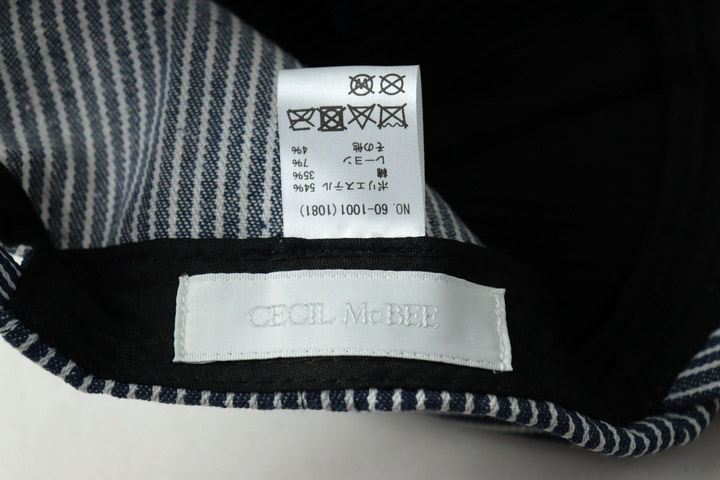 NO. 60-1001 (1081)
ポリエステル 54%
綿 35%
レーヨン 7%
その他 4%
CECIL McBEE